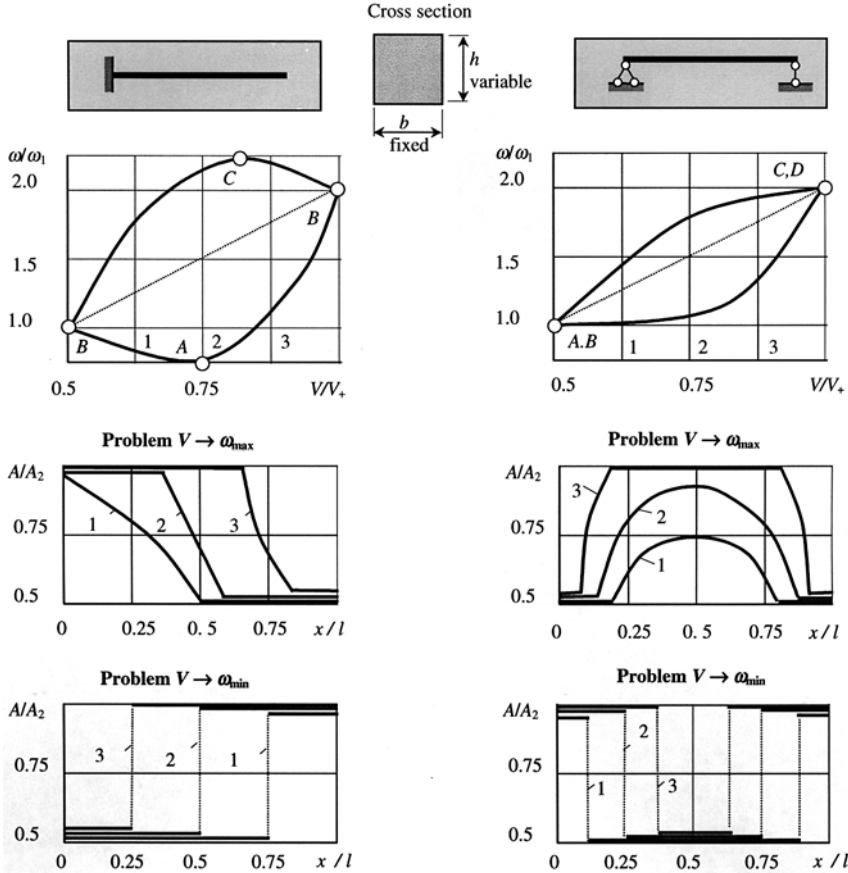 Cross section
h
variable
b
fixed
ω/ω₁
2.0
1.5
1.0
C
B
B
A
1
2
3
0.5
0.75
V/V₊
ω/ω₁
2.0
1.5
1.0
C,D
A.B
1
2
3
0.5
0.75
V/V₊
Problem V → ωmax
A/A₂
0.75
0.5
1
2
3
0
0.25
0.5
0.75
x / l
Problem V → ωmax
A/A₂
0.75
0.5
3
2
1
0
0.25
0.5
0.75
x / l
Problem V → ωmin
A/A₂
0.75
0.5
3
2
1
0
0.25
0.5
0.75
x / l
Problem V → ωmin
A/A₂
0.75
0.5
2
1
3
0
0.25
0.5
0.75
x / l